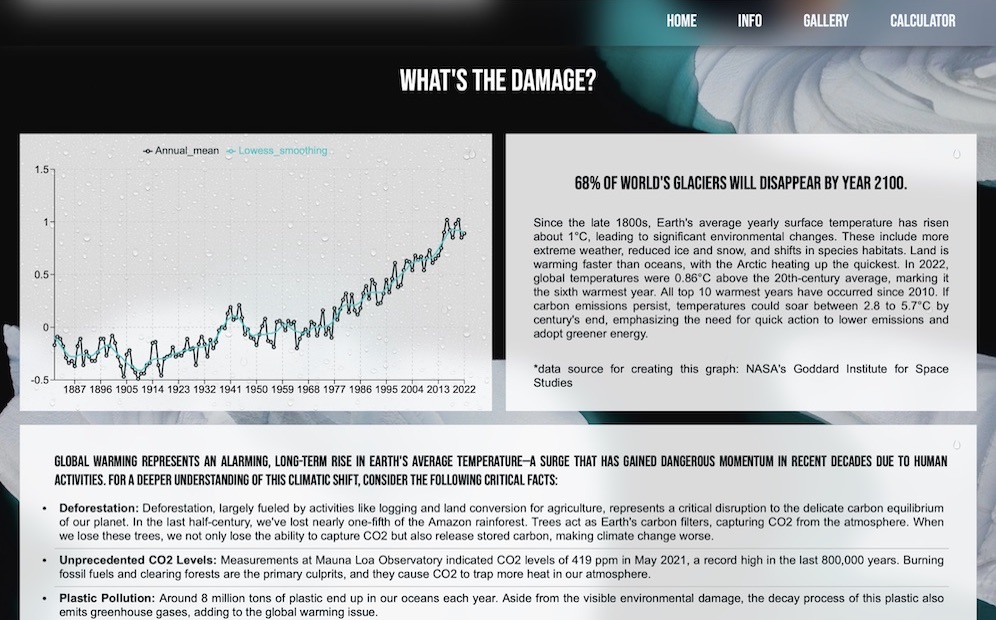 HOME INFO GALLERY CALCULATOR
WHAT'S THE DAMAGE?
Annual_mean Lowess_smoothing
1.5
1
0.5
0
-0.5
1887 1896 1905 1914 1923 1932 1941 1950 1959 1968 1977 1986 1995 2004 2013 2022
68% OF WORLD'S GLACIERS WILL DISAPPEAR BY YEAR 2100.
Since the late 1800s, Earth's average yearly surface temperature has risen
about 1°C, leading to significant environmental changes. These include more
extreme weather, reduced ice and snow, and shifts in species habitats. Land is
warming faster than oceans, with the Arctic heating up the quickest. In 2022,
global temperatures were 0.86°C above the 20th-century average, marking it
the sixth warmest year. All top 10 warmest years have occurred since 2010. If
carbon emissions persist, temperatures could soar between 2.8 to 5.7°C by
century's end, emphasizing the need for quick action to lower emissions and
adopt greener energy.
*data source for creating this graph: NASA's Goddard Institute for Space
Studies
GLOBAL WARMING REPRESENTS AN ALARMING, LONG-TERM RISE IN EARTH'S AVERAGE TEMPERATURE—A SURGE THAT HAS GAINED DANGEROUS MOMENTUM IN RECENT DECADES DUE TO HUMAN
ACTIVITIES. FOR A DEEPER UNDERSTANDING OF THIS CLIMATIC SHIFT, CONSIDER THE FOLLOWING CRITICAL FACTS:
• Deforestation: Deforestation, largely fueled by activities like logging and land conversion for agriculture, represents a critical disruption to the delicate carbon equilibrium
of our planet. In the last half-century, we've lost nearly one-fifth of the Amazon rainforest. Trees act as Earth's carbon filters, capturing CO2 from the atmosphere. When
we lose these trees, we not only lose the ability to capture CO2 but also release stored carbon, making climate change worse.
• Unprecedented CO2 Levels: Measurements at Mauna Loa Observatory indicated CO2 levels of 419 ppm in May 2021, a record high in the last 800,000 years. Burning
fossil fuels and clearing forests are the primary culprits, and they cause CO2 to trap more heat in our atmosphere.
• Plastic Pollution: Around 8 million tons of plastic end up in our oceans each year. Aside from the visible environmental damage, the decay process of this plastic also
emits greenhouse gases, adding to the global warming issue.